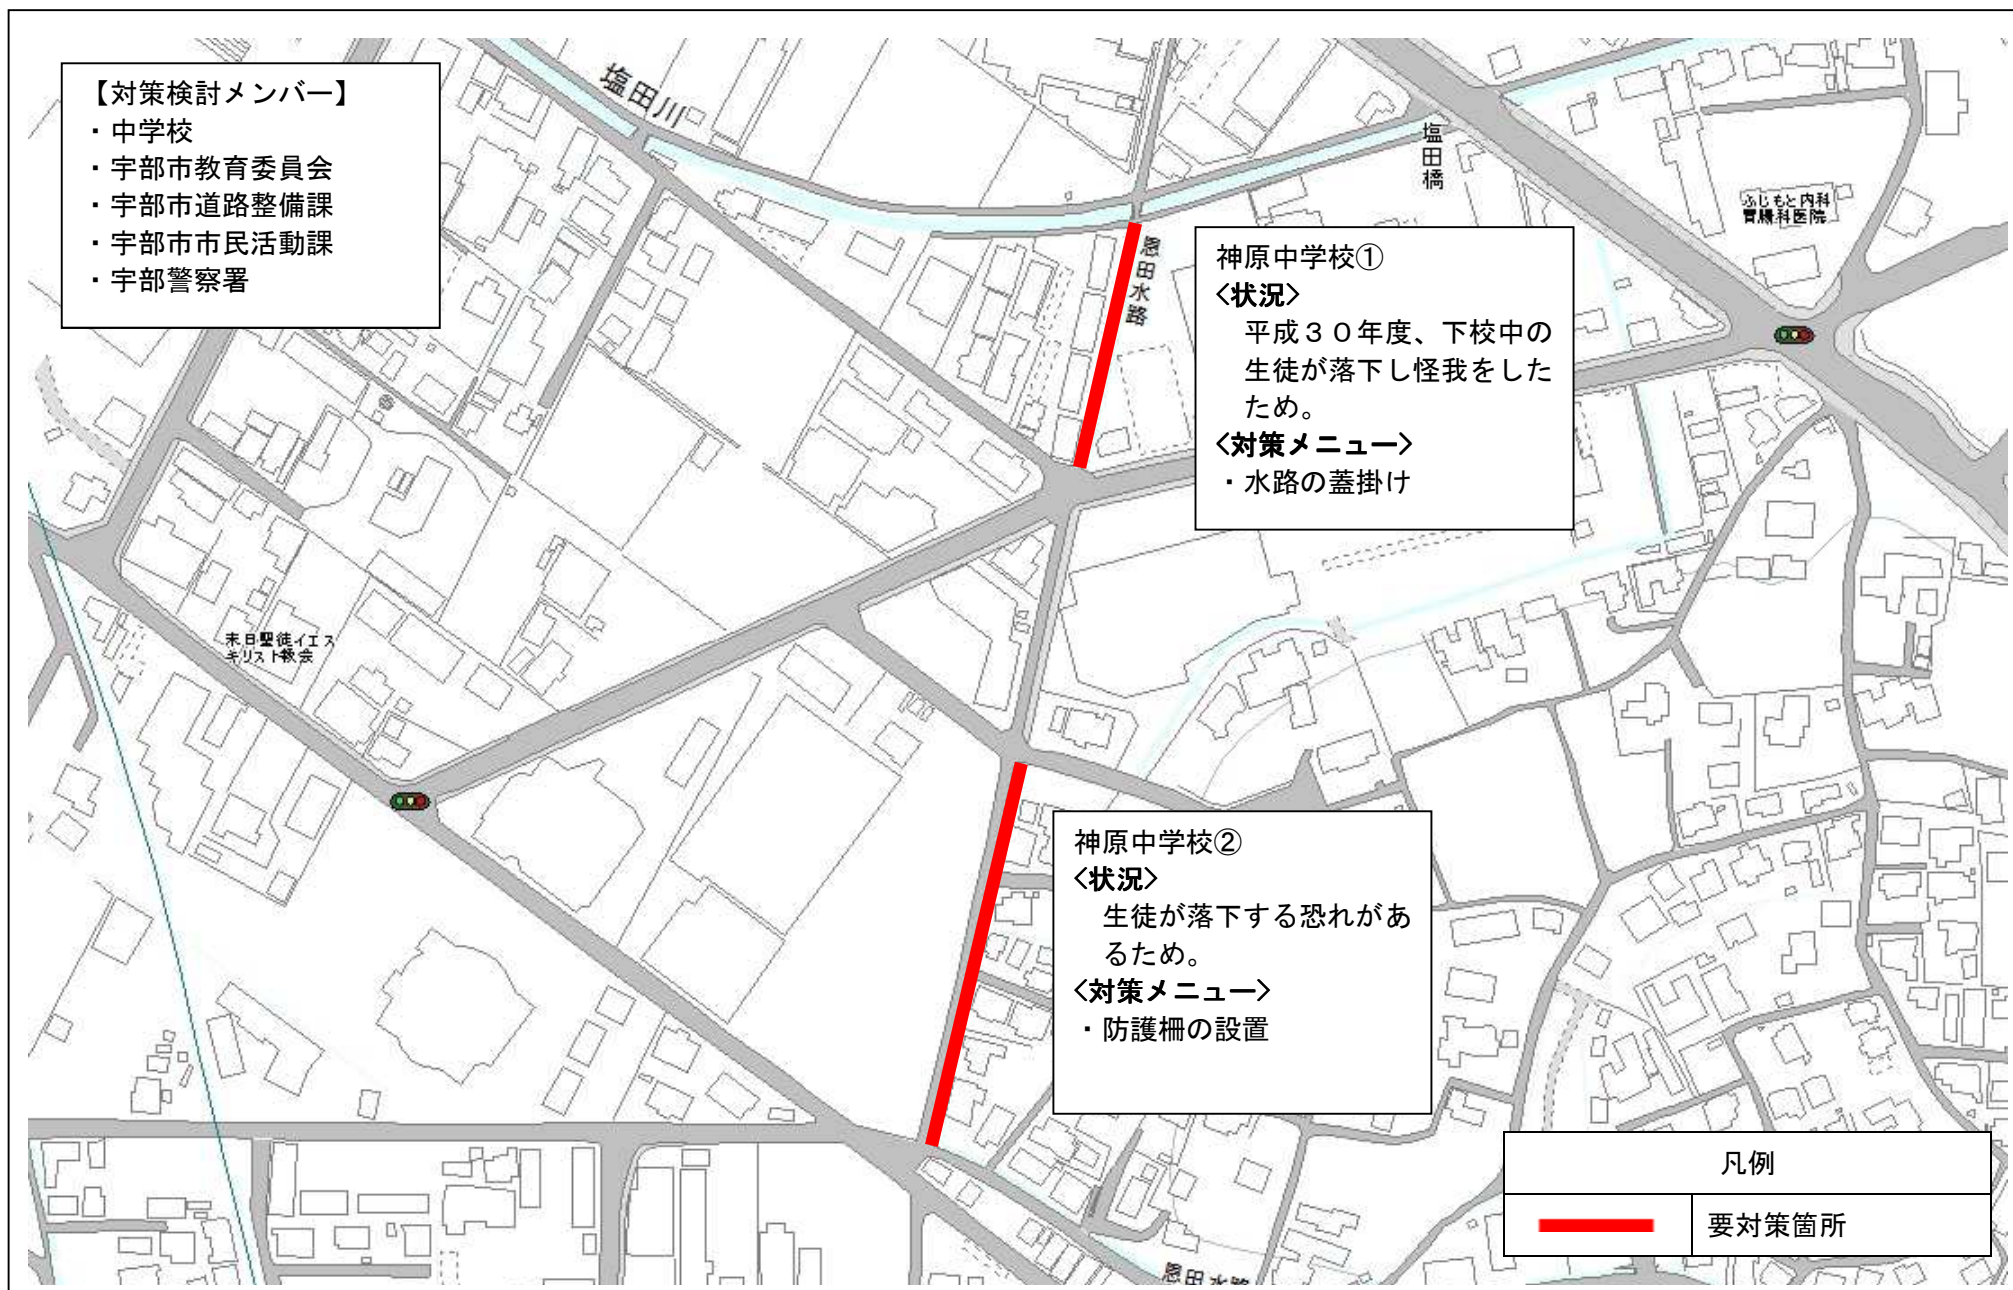 【対策検討メンバー】
・中学校
・宇部市教育委員会
・宇部市道路整備課
・宇部市市民活動課
・宇部警察署
塩田川
塩田橋
ふじもと内科
胃腸科医院
恩田水路
神原中学校①
<状況>
平成３０年度、下校中の
生徒が落下し怪我をした
ため。
<対策メニュー>
・水路の蓋掛け
末日聖徒イエス
キリスト教会
神原中学校②
<状況>
生徒が落下する恐れがあ
るため。
<対策メニュー>
・防護柵の設置
凡例
要対策箇所
恩田水路